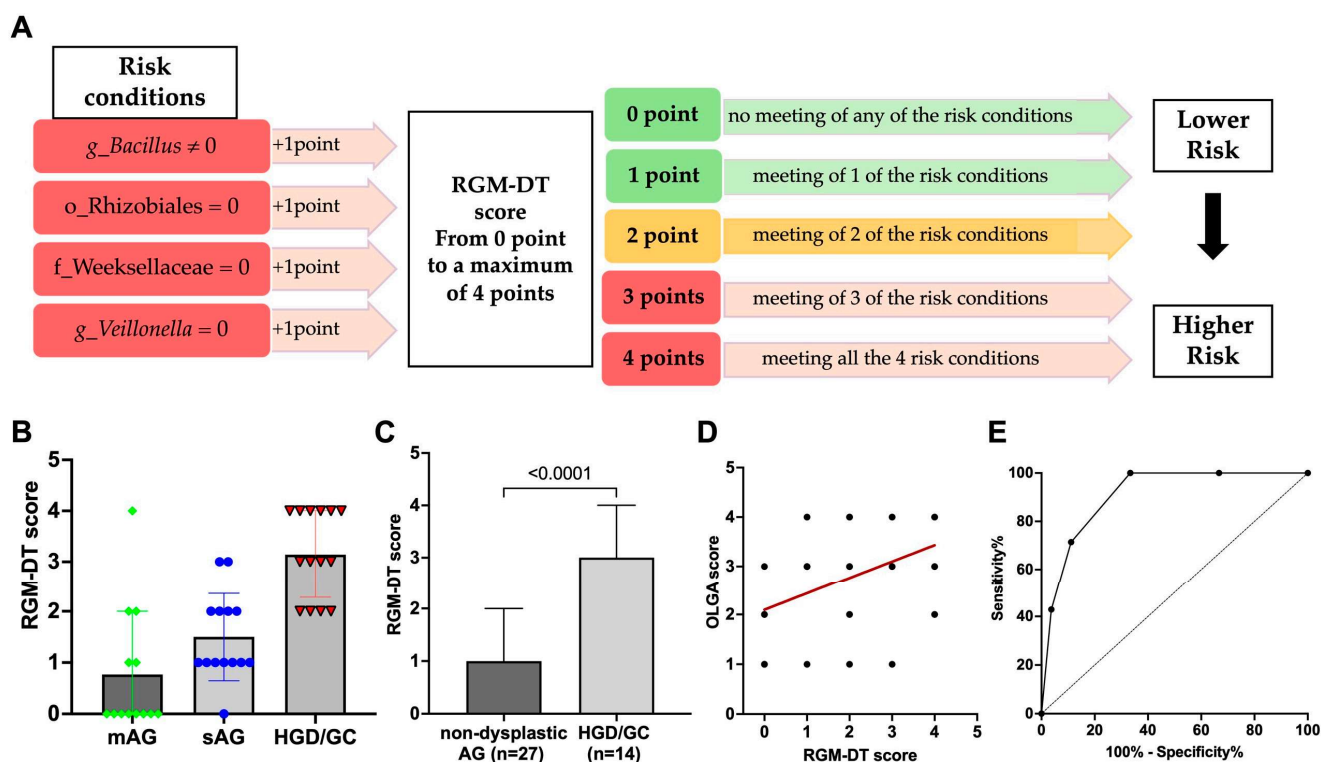 A
Risk
conditions
g_Bacillus ≠ 0
+1point
o_Rhizobiales = 0
+1point
f_Weeksellaceae = 0
+1point
g_Veillonella = 0
+1point
RGM-DT
score
From 0 point
to a maximum
of 4 points
0 point
no meeting of any of the risk conditions
1 point
meeting of 1 of the risk conditions
2 point
meeting of 2 of the risk conditions
3 points
meeting of 3 of the risk conditions
4 points
meeting all the 4 risk conditions
Lower
Risk
Higher
Risk
B
RGM-DT score
5
4
3
2
1
0
mAG
sAG
HGD/GC
C
RGM-DT score
5
4
3
2
1
0
<0.0001
non-dysplastic
AG (n=27)
HGD/GC
(n=14)
D
OLGA score
5
4
3
2
1
0
0
1
2
3
4
5
RGM-DT score
E
Sensitivity%
100
80
60
40
20
0
0
20
40
60
80
100
100% - Specificity%